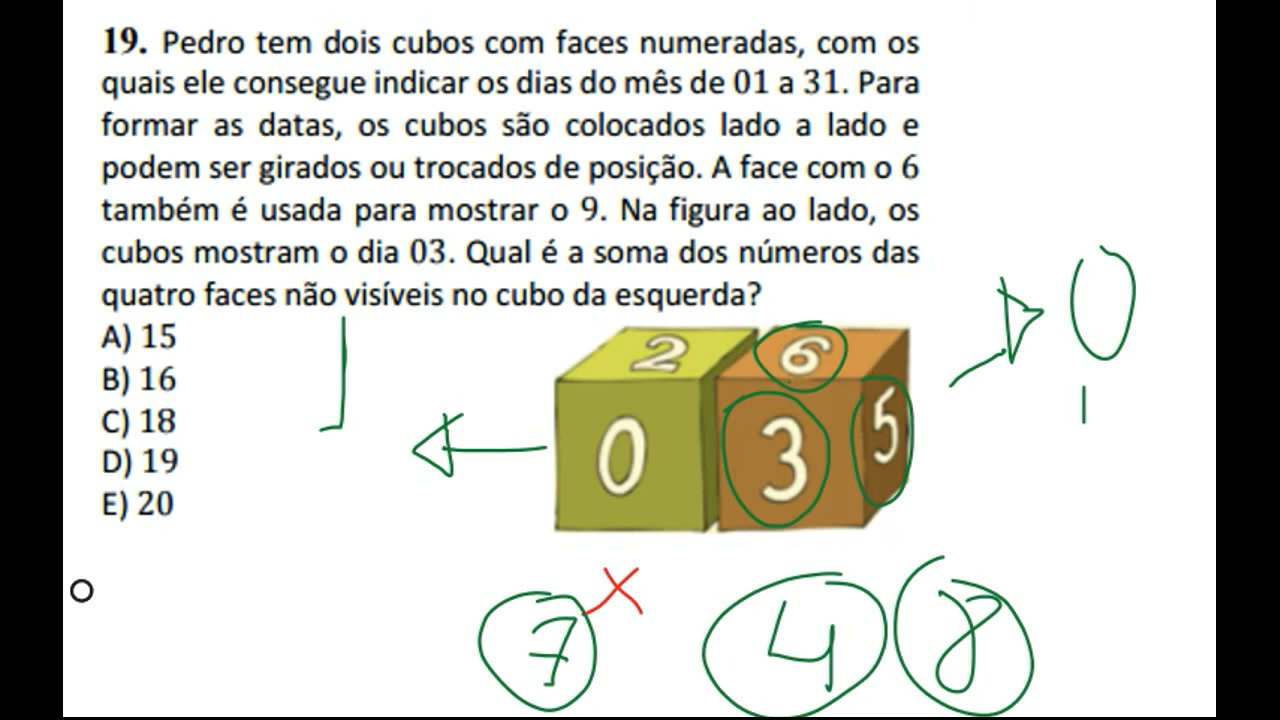 19. Pedro tem dois cubos com faces numeradas, com os
quais ele consegue indicar os dias do mês de 01 a 31. Para
formar as datas, os cubos são colocados lado a lado e
podem ser girados ou trocados de posição. A face com o 6
também é usada para mostrar o 9. Na figura ao lado, os
cubos mostram o dia 03. Qual é a soma dos números das
quatro faces não visíveis no cubo da esquerda?
A) 15
B) 16
C) 18
D) 19
E) 20
2 6
0 3 5
0
1
7 x 4 8